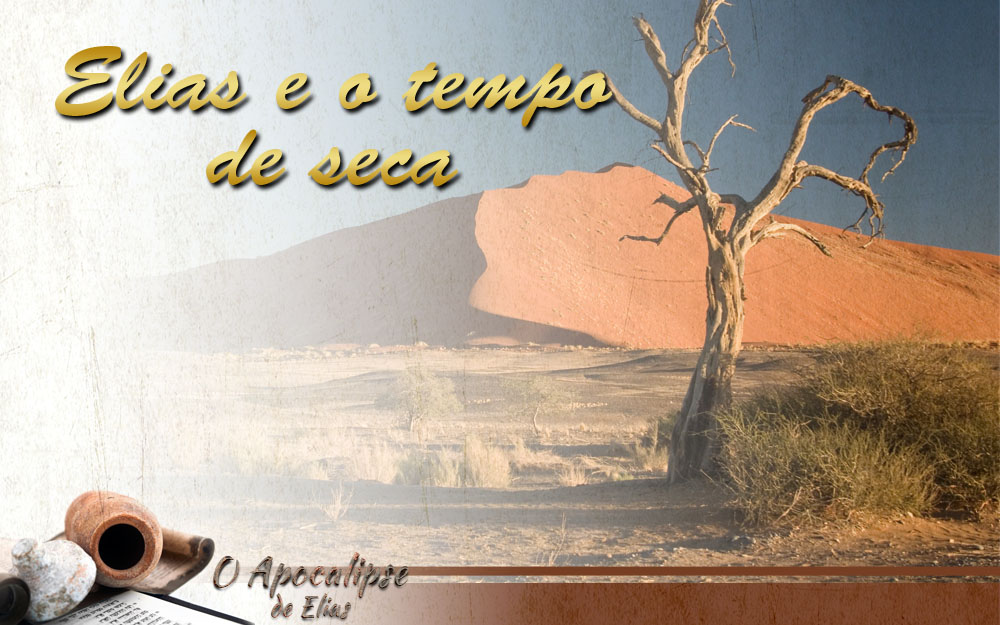 Elias e o tempo
de seca
O Apocalipse
de Elias